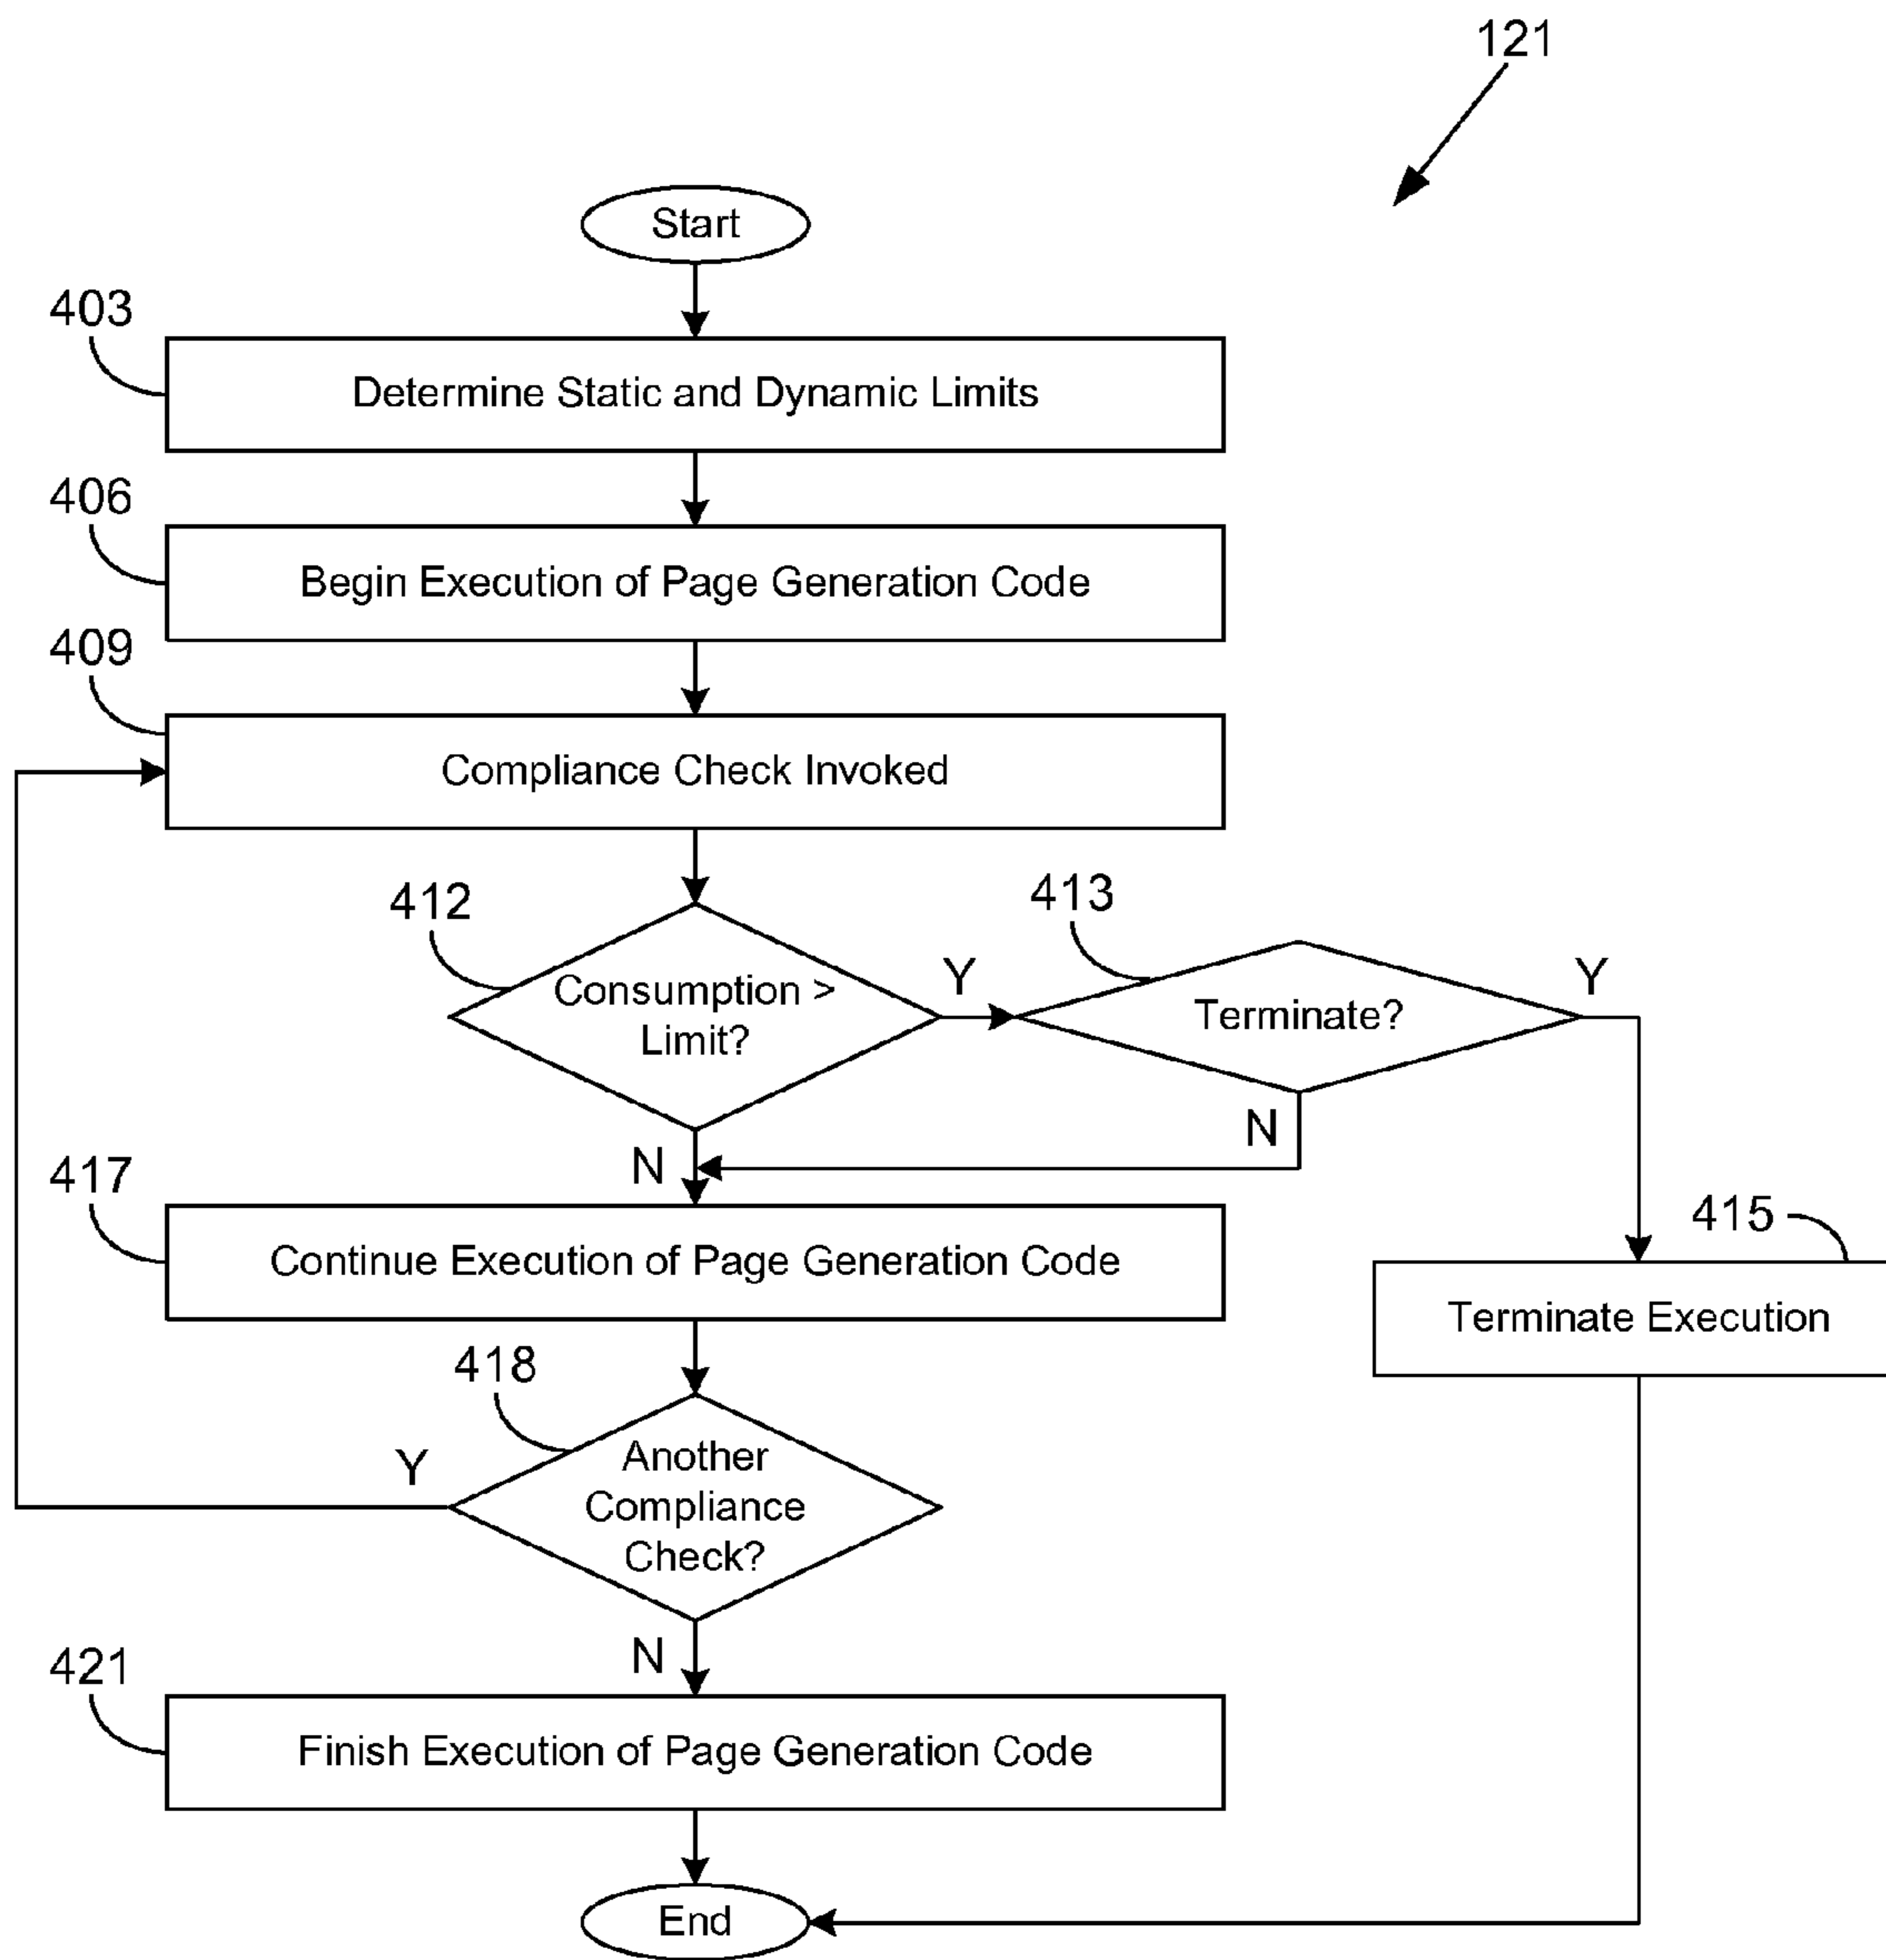 121
Start
403
Determine Static and Dynamic Limits
406
Begin Execution of Page Generation Code
409
Compliance Check Invoked
412
413
Consumption >
Limit?
Y
Terminate?
Y
N
N
417
415
Continue Execution of Page Generation Code
Terminate Execution
418
Y
Another
Compliance
Check?
N
421
Finish Execution of Page Generation Code
End